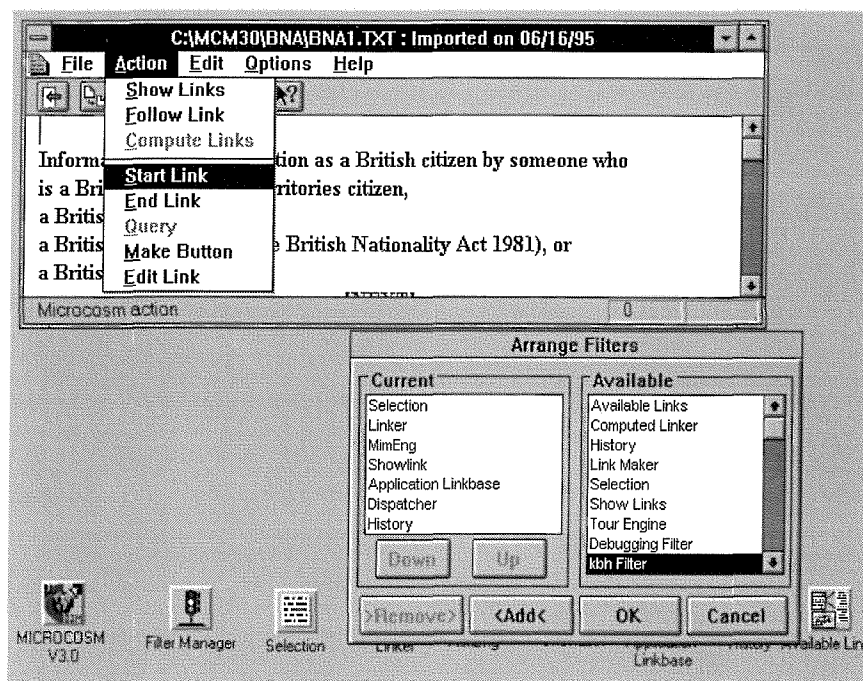 C:\MCM30\BNA\BNA1.TXT : Imported on 06/16/95
File Action Edit Options Help
Show Links
Follow Link
Compute Links
Start Link
End Link
Query
Make Button
Edit Link
tion as a British citizen by someone who
is a Bri ritories citizen,
a Britis
a Britis British Nationality Act 1981), or
a Britis
Microcosm action 0
Arrange Filters
Current
Selection
Linker
MimEng
Showlink
Application Linkbase
Dispatcher
History
Down Up
Available
Available Links
Computed Linker
History
Link Maker
Selection
Show Links
Tour Engine
Debugging Filter
kbh Filter
>Remove> <Add< OK Cancel
MICROCOSM
V3.0
Filter Manager
Selection
Linker
Linkbase
History
Available Lin